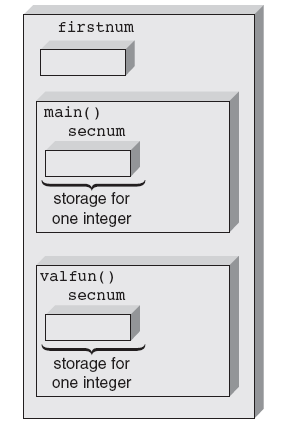 firstnum
main()
secnum
storage for
one integer
valfun()
secnum
storage for
one integer